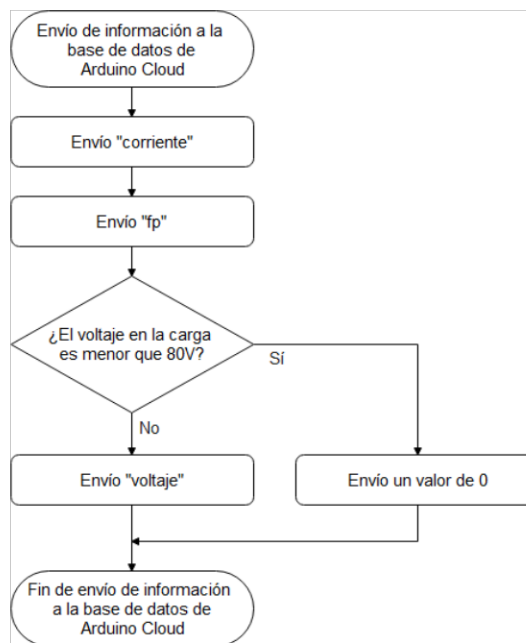 Envío de información a la
base de datos de
Arduino Cloud
Envío "corriente"
Envío "fp"
¿El voltaje en la carga
es menor que 80V?
Sí
No
Envío "voltaje"
Envío un valor de 0
Fin de envío de información
a la base de datos de
Arduino Cloud